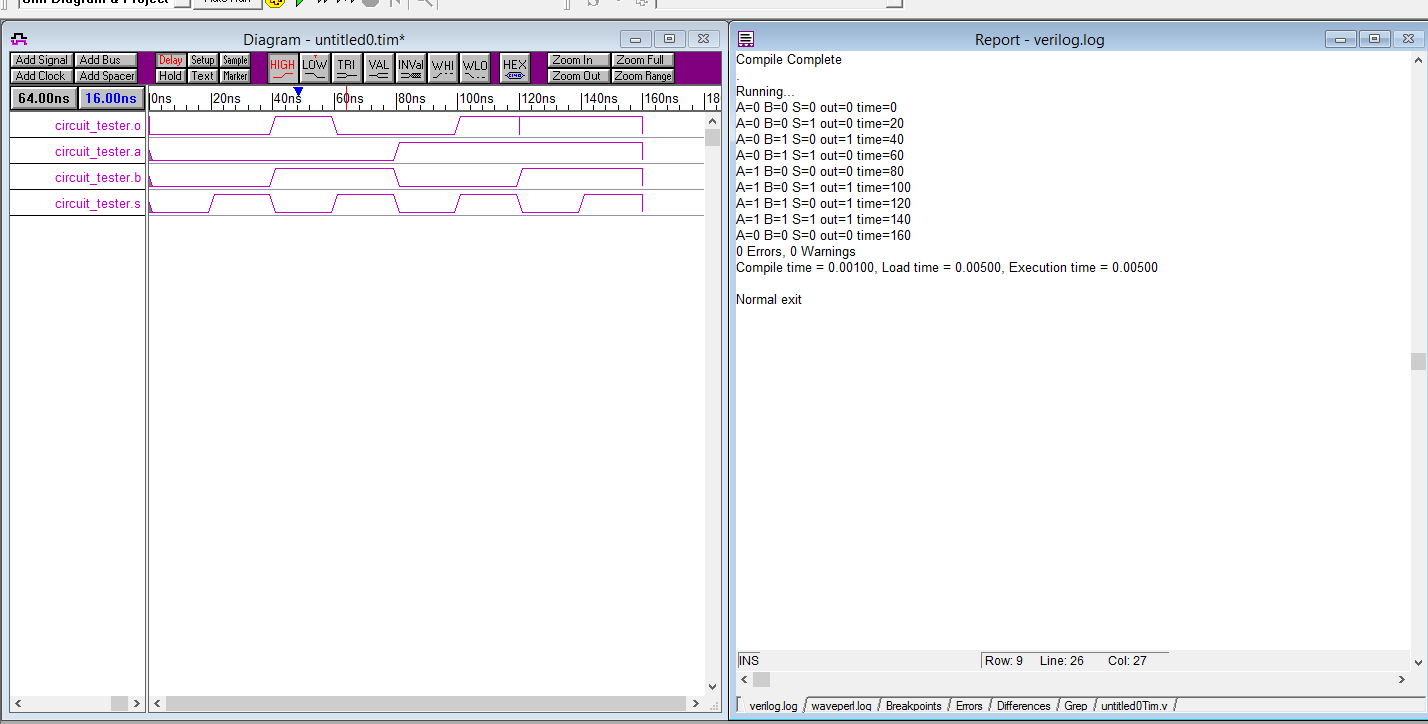 Sim Diagram & Project
Diagram - untitled0.tim*
Add Signal Add Bus Delay Setup Sample HIGH LOW TRI VAL INVal WHI WLO HEX Zoom In Zoom Full
Add Clock Add Spacer Hold Text Marker Zoom Out Zoom Range
64.00ns 16.00ns 0ns 20ns 40ns 60ns 80ns 100ns 120ns 140ns 160ns 18
circuit_tester.o
circuit_tester.a
circuit_tester.b
circuit_tester.s
Report - verilog.log
Compile Complete
.
Running...
A=0 B=0 S=0 out=0 time=0
A=0 B=0 S=1 out=0 time=20
A=0 B=1 S=0 out=1 time=40
A=0 B=1 S=1 out=0 time=60
A=1 B=0 S=0 out=0 time=80
A=1 B=0 S=1 out=1 time=100
A=1 B=1 S=0 out=1 time=120
A=1 B=1 S=1 out=1 time=140
A=0 B=0 S=0 out=0 time=160
0 Errors, 0 Warnings
Compile time = 0.00100, Load time = 0.00500, Execution time = 0.00500
Normal exit
INS Row: 9 Line: 26 Col: 27
verilog.log waveperl.log Breakpoints Errors Differences Grep untitled0Tim.v